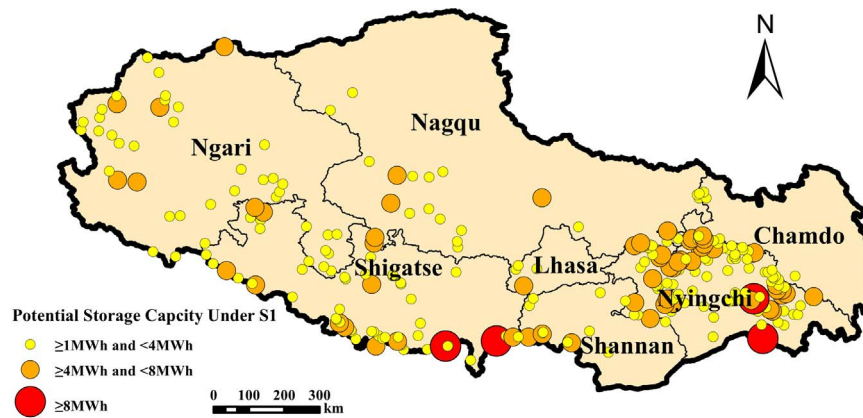 N
Nagqu
Ngari
Chamdo
Lhasa
Shigatse
Nyingchi
Shannan
Potential Storage Capcity Under S1
≥1MWh and <4MWh
≥4MWh and <8MWh
≥8MWh
0 50 100 200 300
km